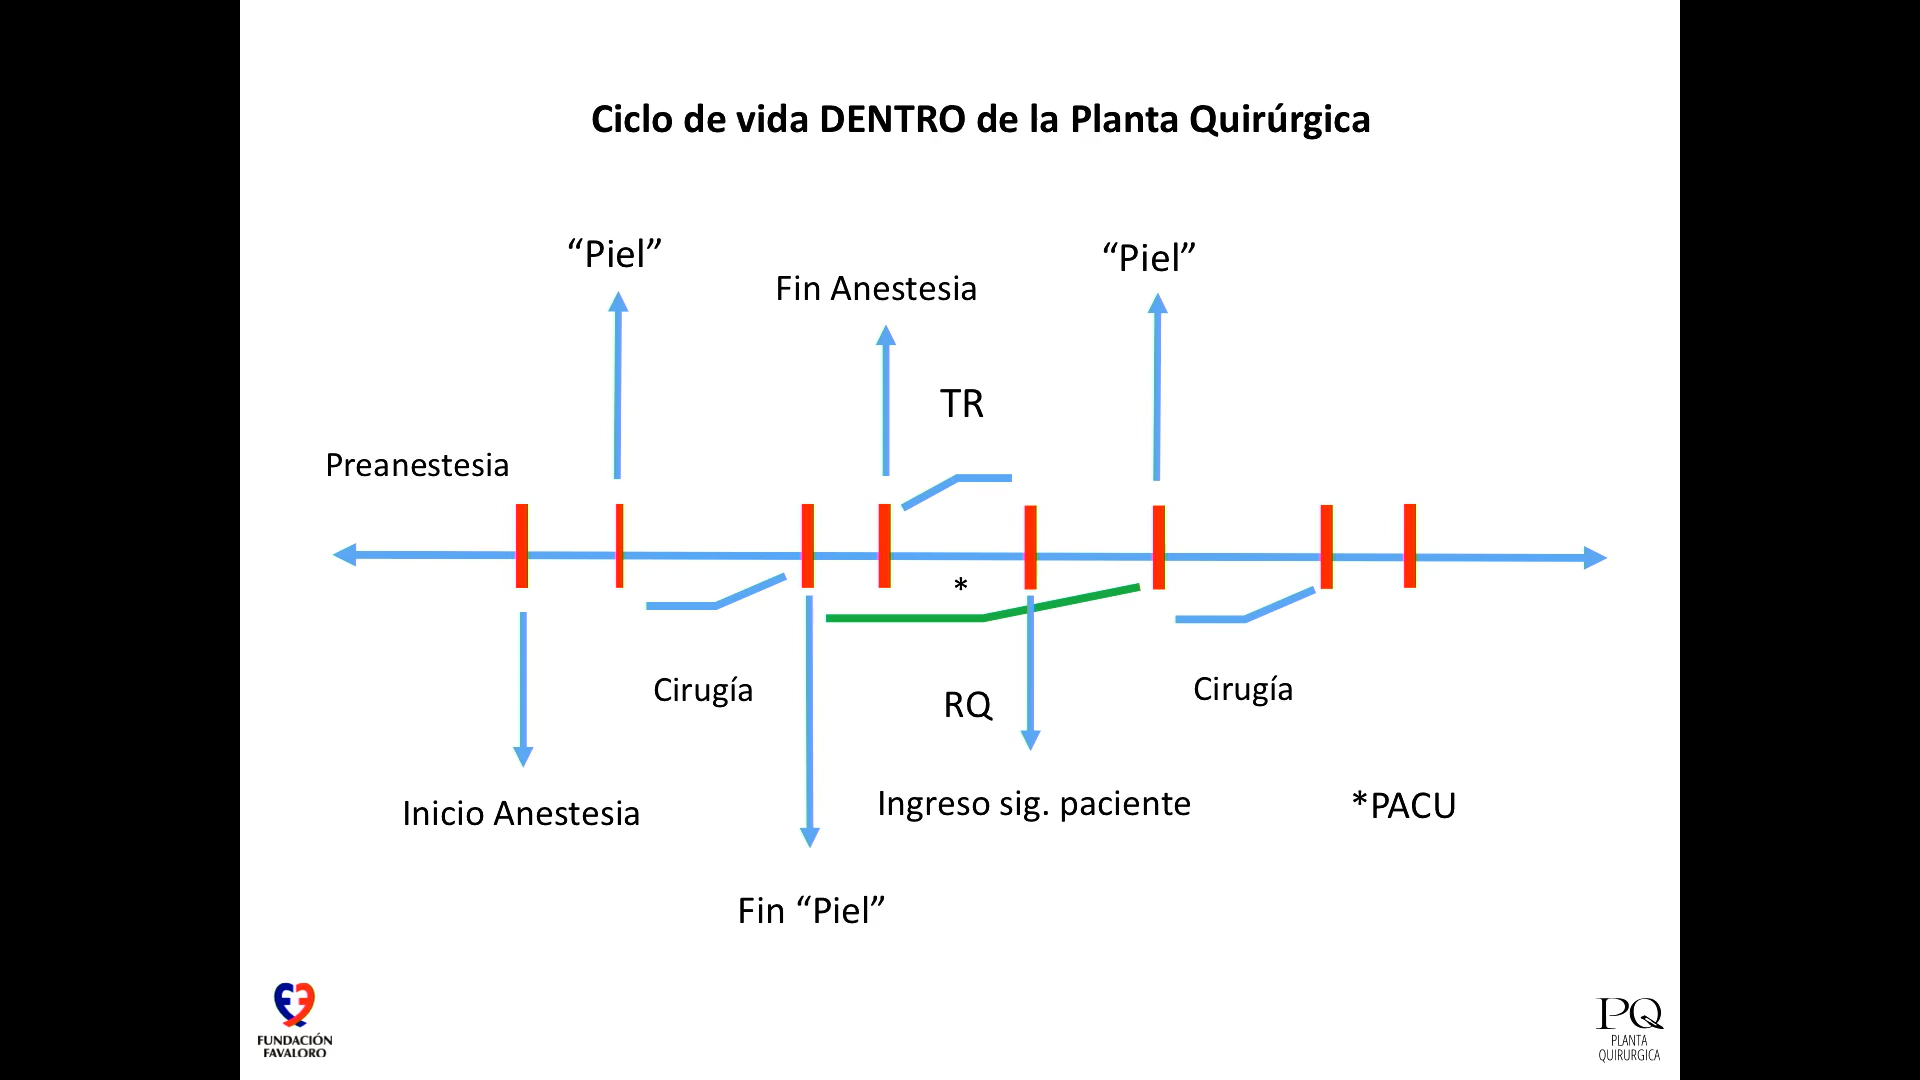 Ciclo de vida DENTRO de la Planta Quirúrgica
“Piel”
“Piel”
Fin Anestesia
TR
Preanestesia
*
Cirugía
RQ
Cirugía
Inicio Anestesia
Ingreso sig. paciente
*PACU
Fin “Piel”
FUNDACIÓN
FAVALORO
PQ
PLANTA
QUIRURGICA